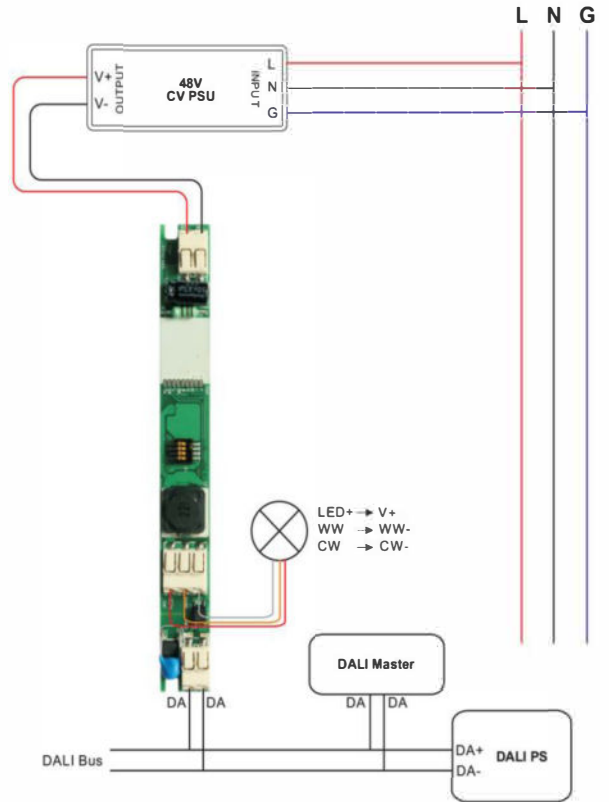 L N G
V+
V-
OUTPUT
48V
CV PSU
INPUT
L
N
G
LED+ → V+
WW → WW-
CW → CW-
DALI Master
DA DA
DA DA
DALI Bus
DA+
DA-
DALI PS